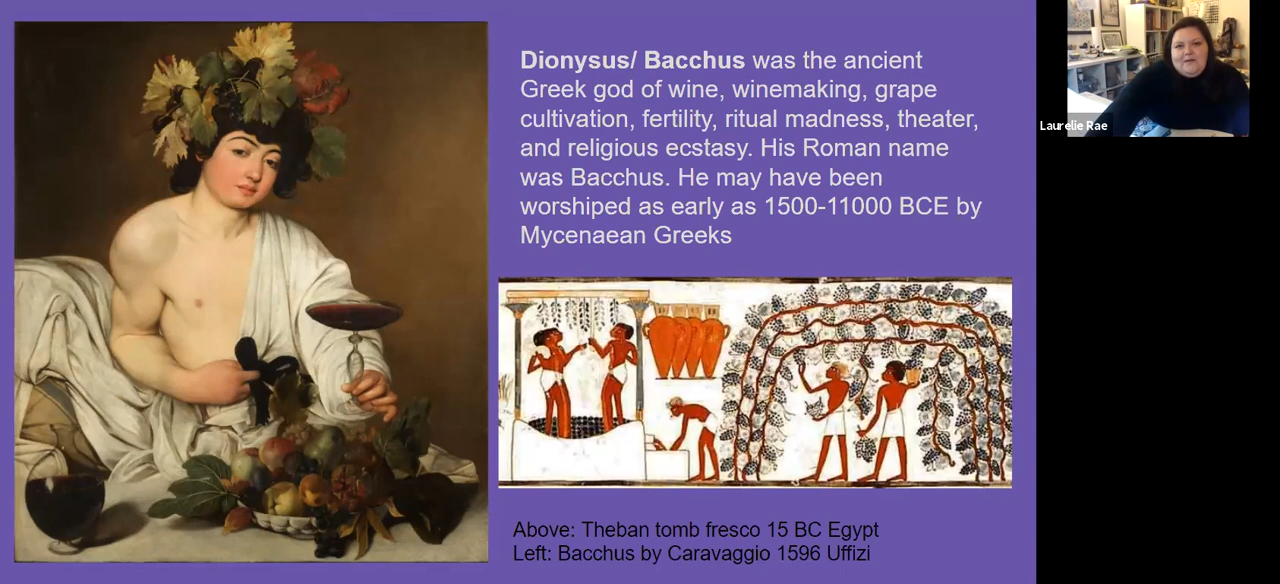 Dionysus/ Bacchus was the ancient
Greek god of wine, winemaking, grape
cultivation, fertility, ritual madness, theater,
and religious ecstasy. His Roman name
was Bacchus. He may have been
worshiped as early as 1500-11000 BCE by
Mycenaean Greeks
Above: Theban tomb fresco 15 BC Egypt
Left: Bacchus by Caravaggio 1596 Uffizi
Laurelie Rae